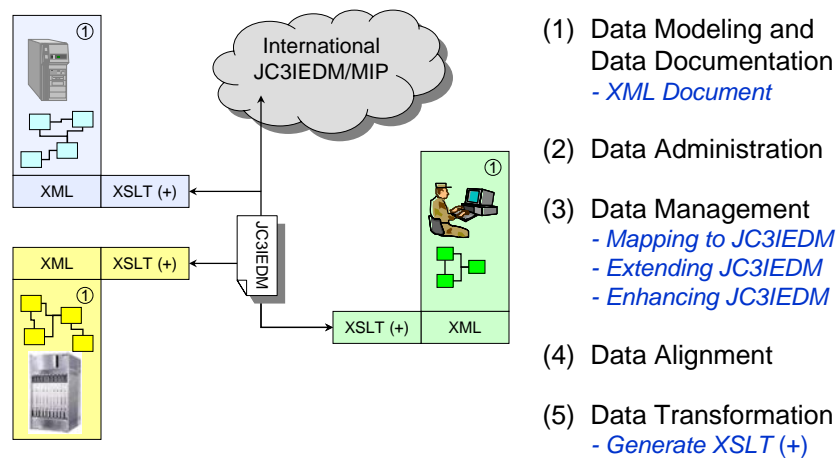 ①
International
JC3IEDM/MIP
XML
XSLT (+)
JC3IEDM
XML
XSLT (+)
①
①
XSLT (+)
XML
(1) Data Modeling and
Data Documentation
- XML Document
(2) Data Administration
(3) Data Management
- Mapping to JC3IEDM
- Extending JC3IEDM
- Enhancing JC3IEDM
(4) Data Alignment
(5) Data Transformation
- Generate XSLT (+)